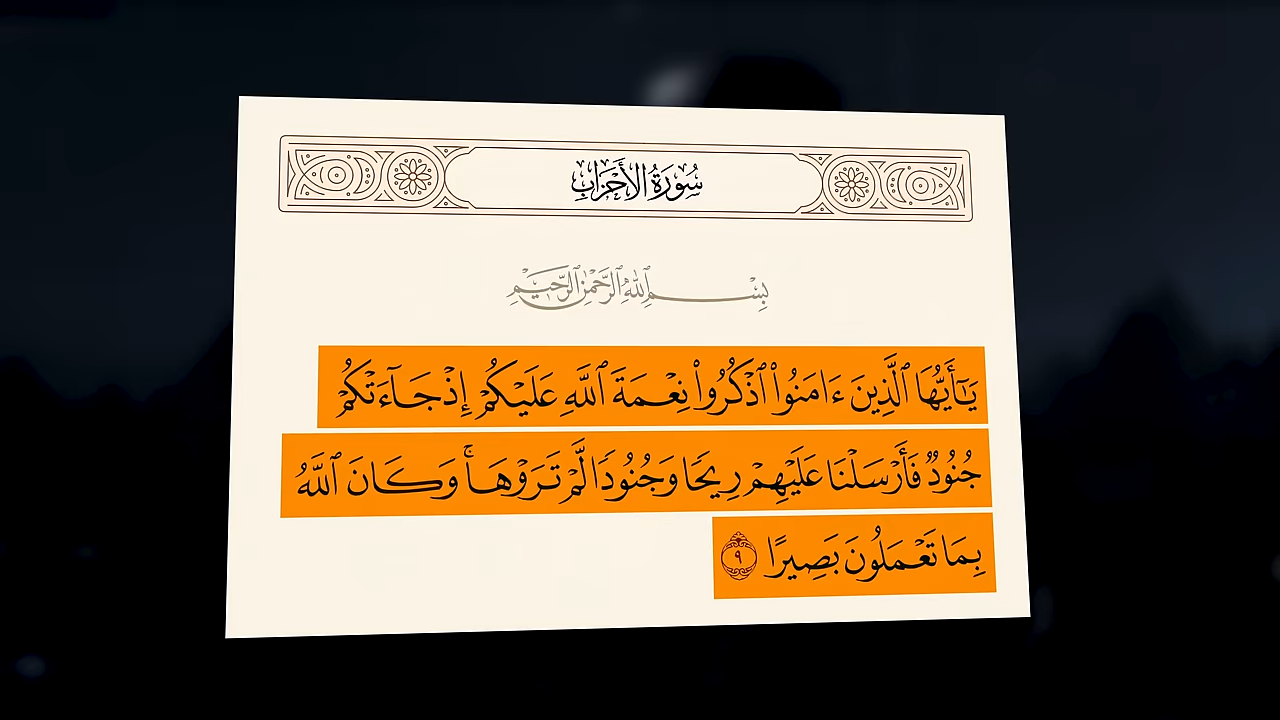 سُورَةُ الأَحْزَابِ
بِسْمِ ٱللَّهِ ٱلرَّحْمَٰنِ ٱلرَّحِيمِ
يَـٰٓأَيُّهَا ٱلَّذِينَ ءَامَنُوا۟ ٱذْكُرُوا۟ نِعْمَةَ ٱللَّهِ عَلَيْكُمْ إِذْ جَآءَتْكُمْ
جُنُودٌ فَأَرْسَلْنَا عَلَيْهِمْ رِيحًا وَجُنُودًا لَّمْ تَرَوْهَا ۚ وَكَانَ ٱللَّهُ
بِمَا تَعْمَلُونَ بَصِيرًا ٩